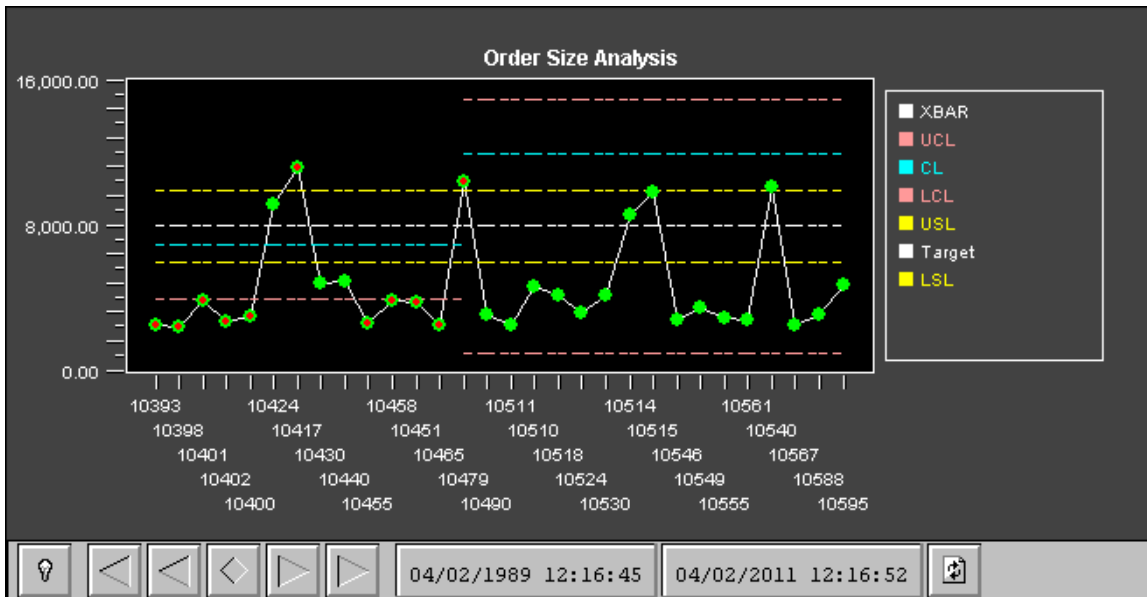 Order Size Analysis
16,000.00
8,000.00
0.00
XBAR
UCL
CL
LCL
USL
Target
LSL
10393 10424 10458 10511 10514 10561
10398 10417 10451 10510 10515 10540
10401 10430 10465 10518 10546 10567
10402 10440 10479 10524 10549 10588
10400 10455 10490 10530 10555 10595
04/02/1989 12:16:45 04/02/2011 12:16:52